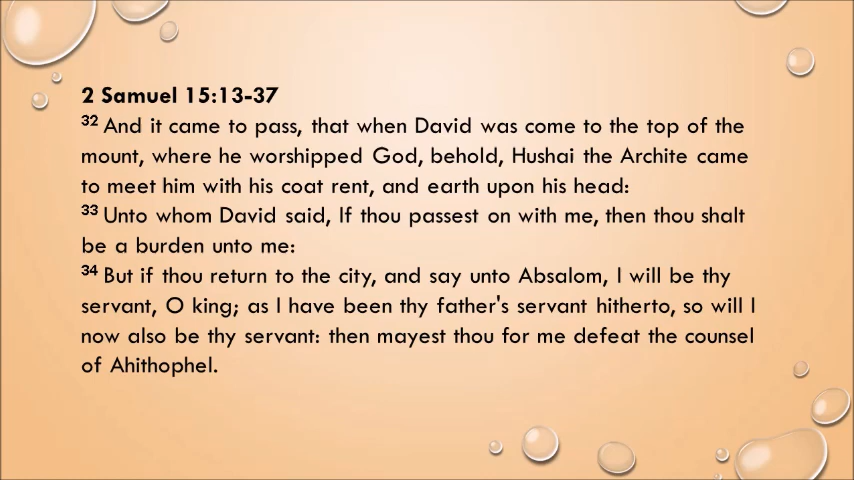 2 Samuel 15:13-37
32 And it came to pass, that when David was come to the top of the
mount, where he worshipped God, behold, Hushai the Archite came
to meet him with his coat rent, and earth upon his head:
33 Unto whom David said, If thou passest on with me, then thou shalt
be a burden unto me:
34 But if thou return to the city, and say unto Absalom, I will be thy
servant, O king; as I have been thy father's servant hitherto, so will I
now also be thy servant: then mayest thou for me defeat the counsel
of Ahithophel.